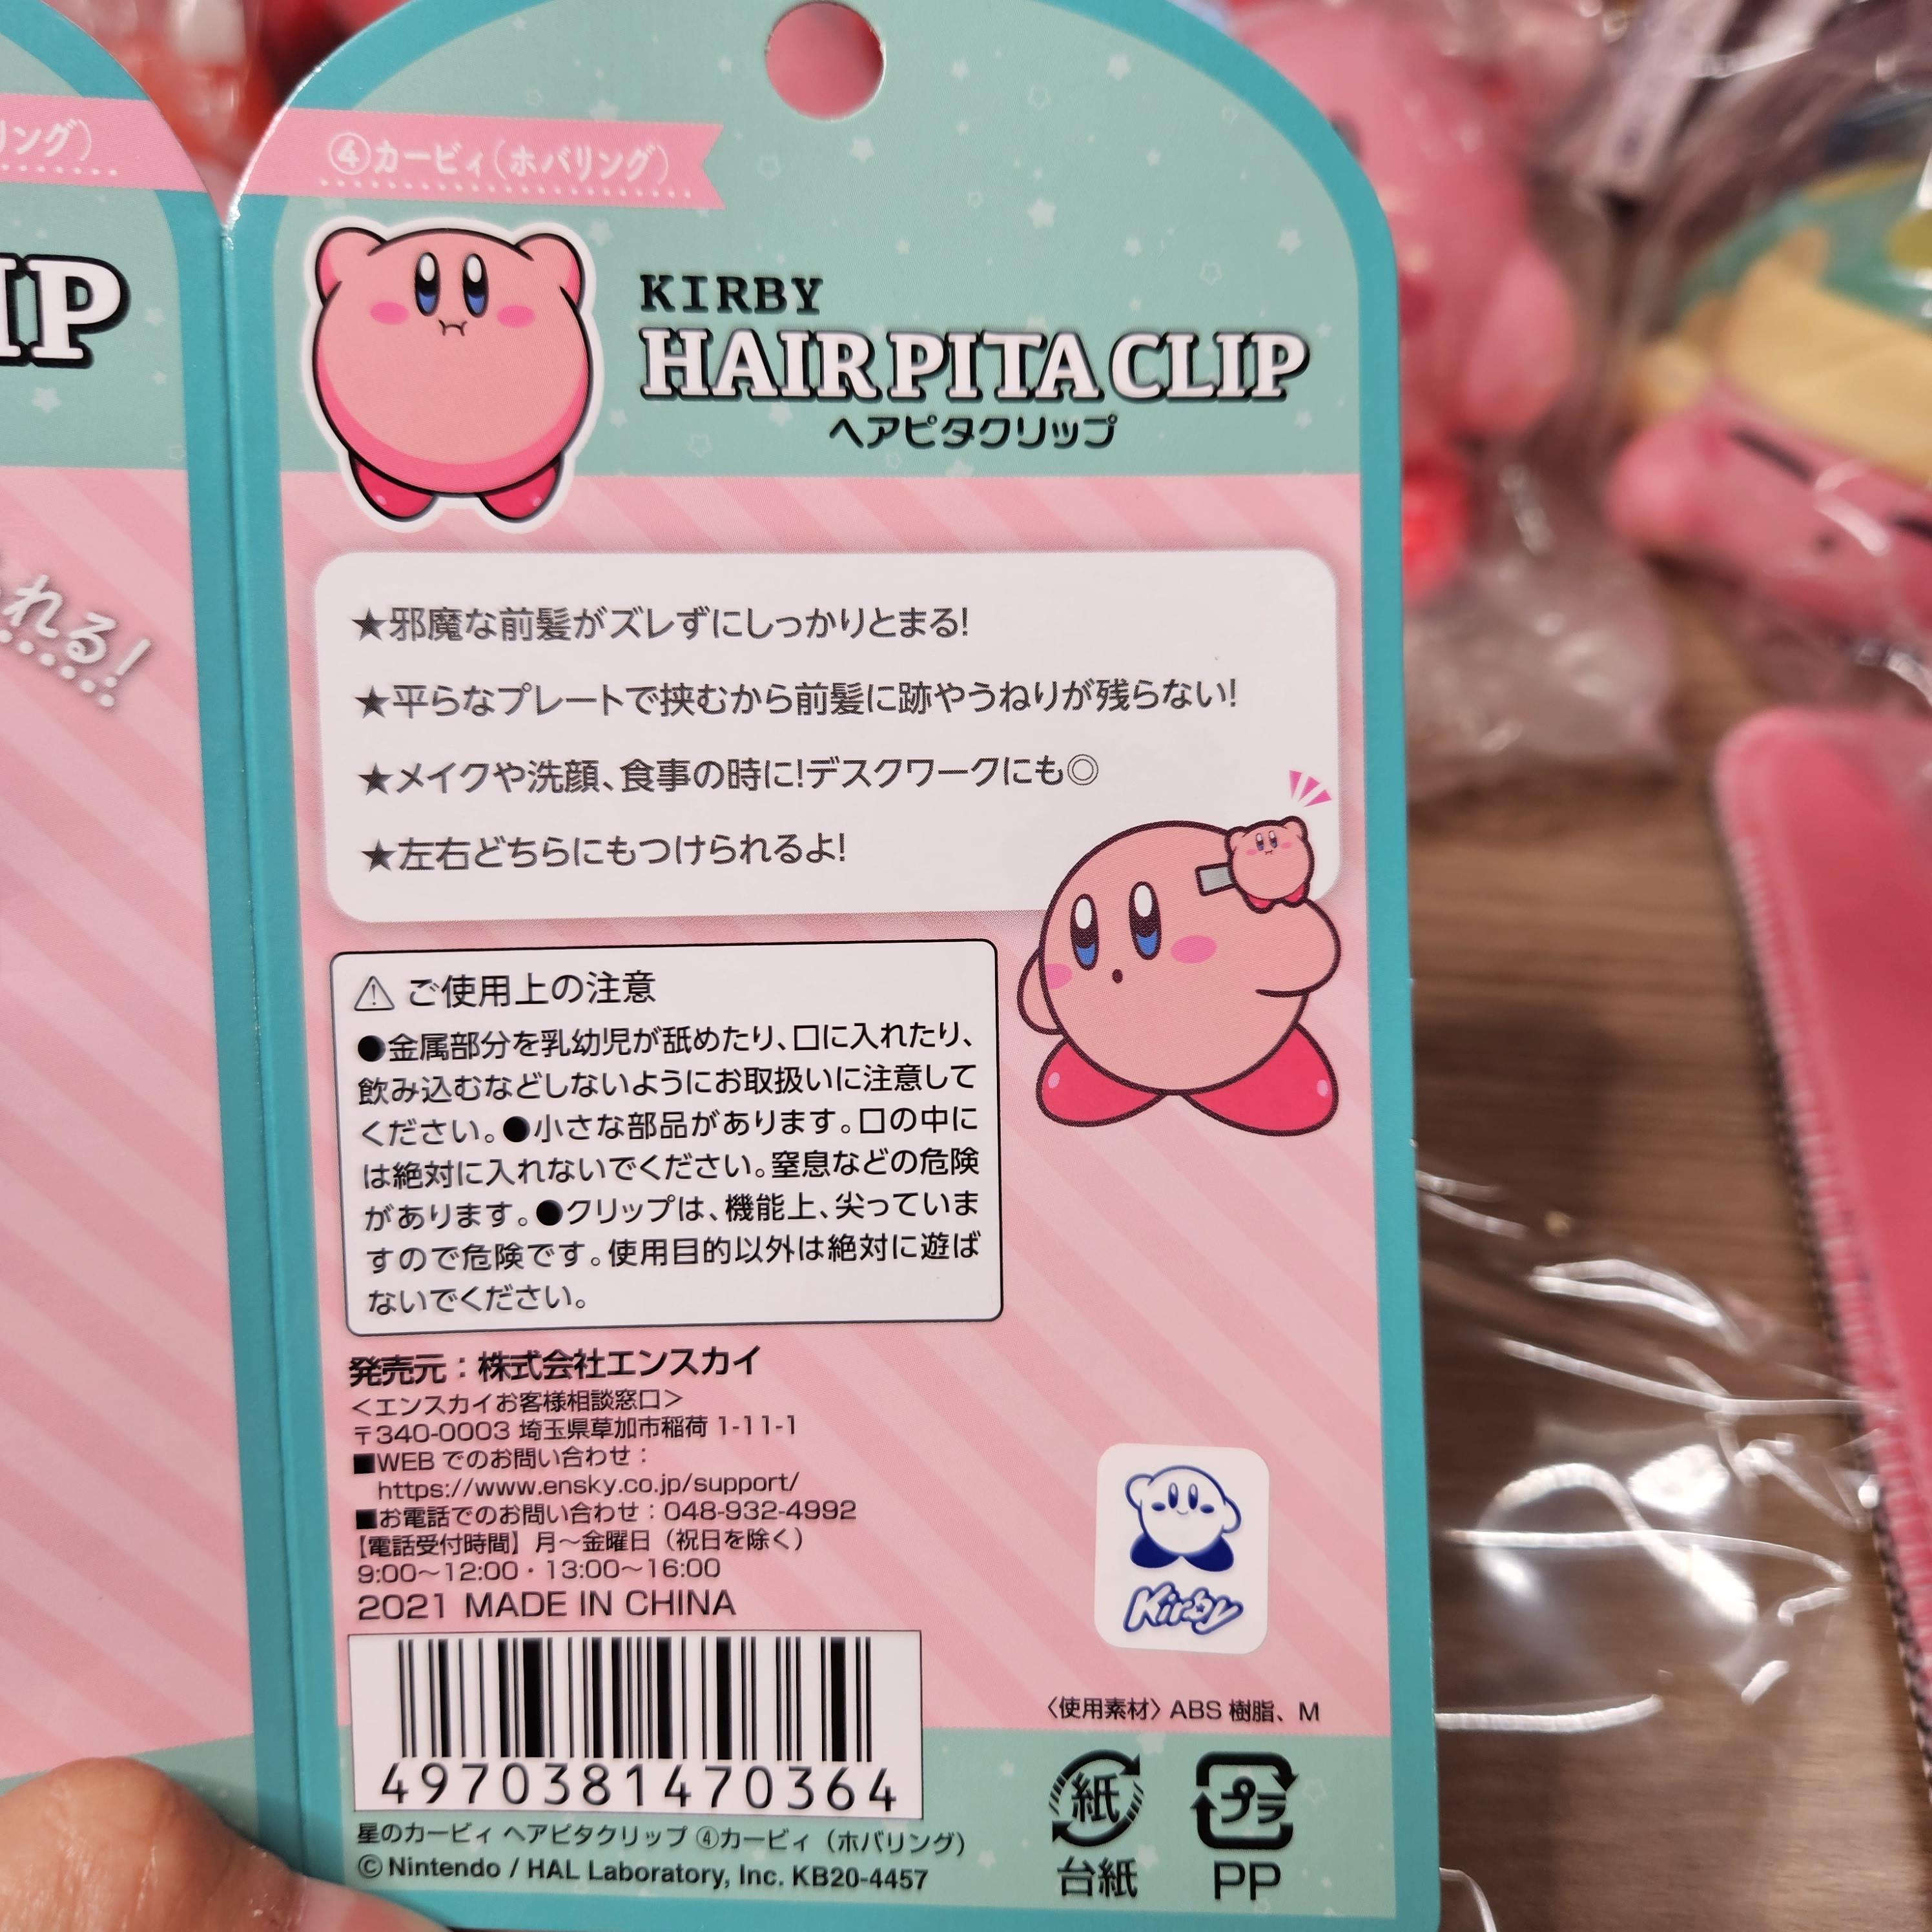 リング）
IP
れる!
④カービィ（ホバリング）
KIRBY
HAIR PITA CLIP
ヘアピタクリップ
★邪魔な前髪がズレずにしっかりとまる!
★平らなプレートで挟むから前髪に跡やうねりが残らない!
★メイクや洗顔、食事の時に!デスクワークにも◎
★左右どちらにもつけられるよ!
⚠ご使用上の注意
●金属部分を乳幼児が舐めたり、口に入れたり、
飲み込むなどしないようにお取扱いに注意して
ください。●小さな部品があります。口の中に
は絶対に入れないでください。窒息などの危険
があります。●クリップは、機能上、尖っていま
すので危険です。使用目的以外は絶対に遊ば
ないでください。
発売元：株式会社エンスカイ
＜エンスカイお客様相談窓口＞
〒340-0003 埼玉県草加市稲荷 1-11-1
■WEB でのお問い合わせ：
https://www.ensky.co.jp/support/
■お電話でのお問い合わせ：048-932-4992
【電話受付時間】月～金曜日（祝日を除く）
9:00～12:00・13:00～16:00
2021 MADE IN CHINA
Kirby
〈使用素材〉ABS 樹脂、M
4970381470364
星のカービィ ヘアピタクリップ ④カービィ（ホバリング）
©Nintendo / HAL Laboratory, Inc. KB20-4457
紙
台紙
プラ
PP